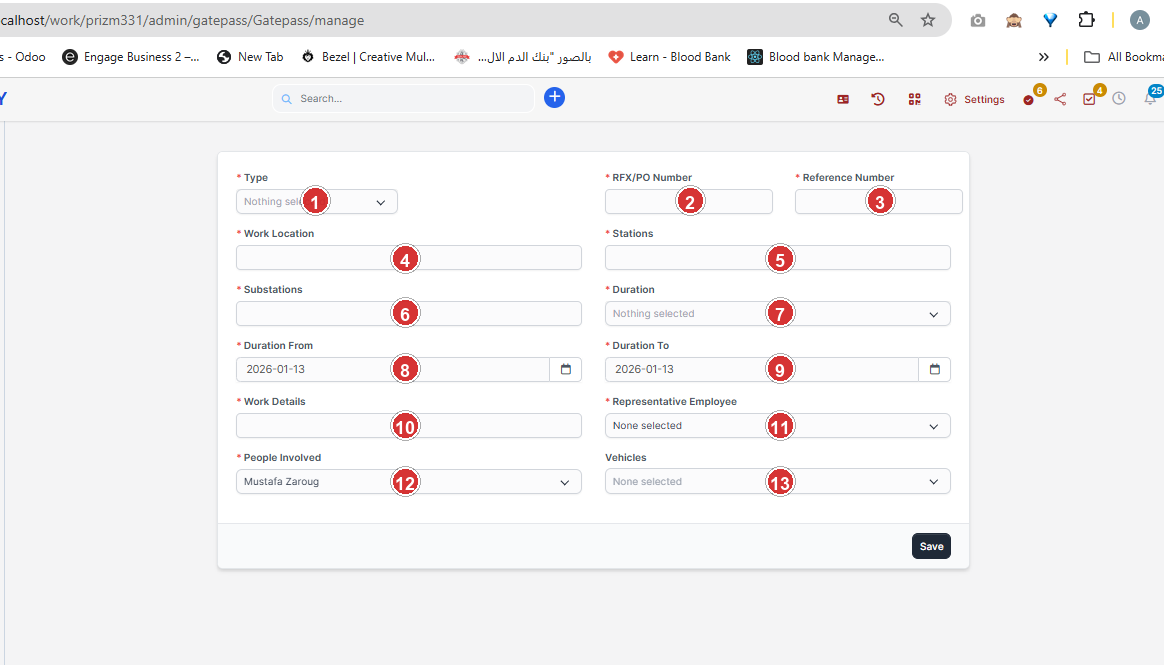 calhost/work/prizm331/admin/gatepass/Gatepass/manage
A
s - Odoo
Engage Business 2 –...
New Tab
Bezel | Creative Mul...
بالصور "بنك الدم الال...
Learn - Blood Bank
Blood bank Manage...
»
All Bookma
Y
Search...
Settings
6
4
25
* Type
* RFX/PO Number
* Reference Number
Nothing sel
1
2
3
* Work Location
* Stations
4
5
* Substations
* Duration
6
Nothing selected
7
* Duration From
* Duration To
2026-01-13
8
2026-01-13
9
* Work Details
* Representative Employee
10
None selected
11
* People Involved
Vehicles
Mustafa Zaroug
12
None selected
13
Save